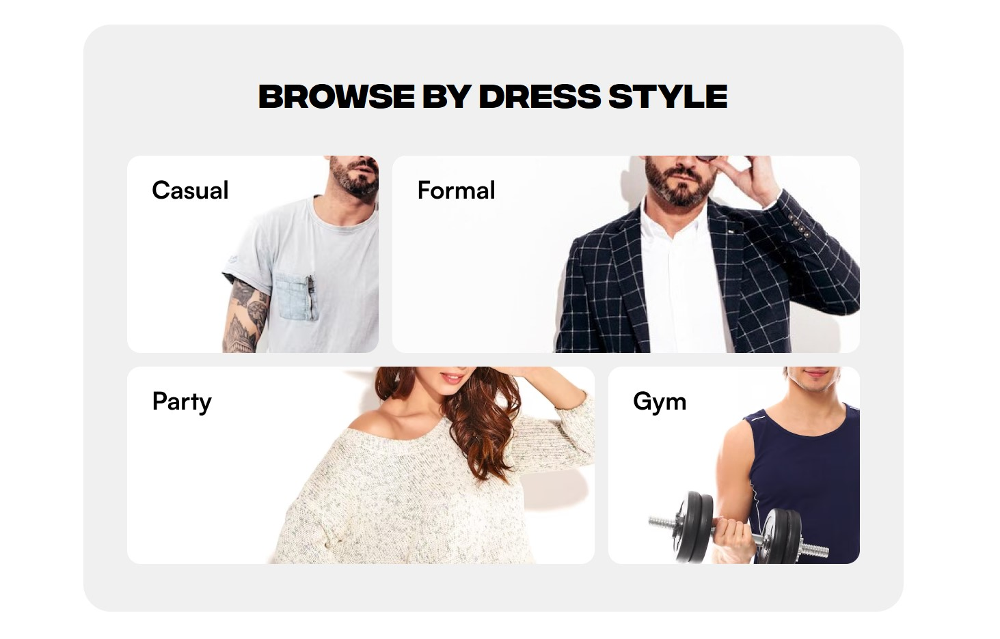 BROWSE BY DRESS STYLE
Casual
Formal
Party
Gym